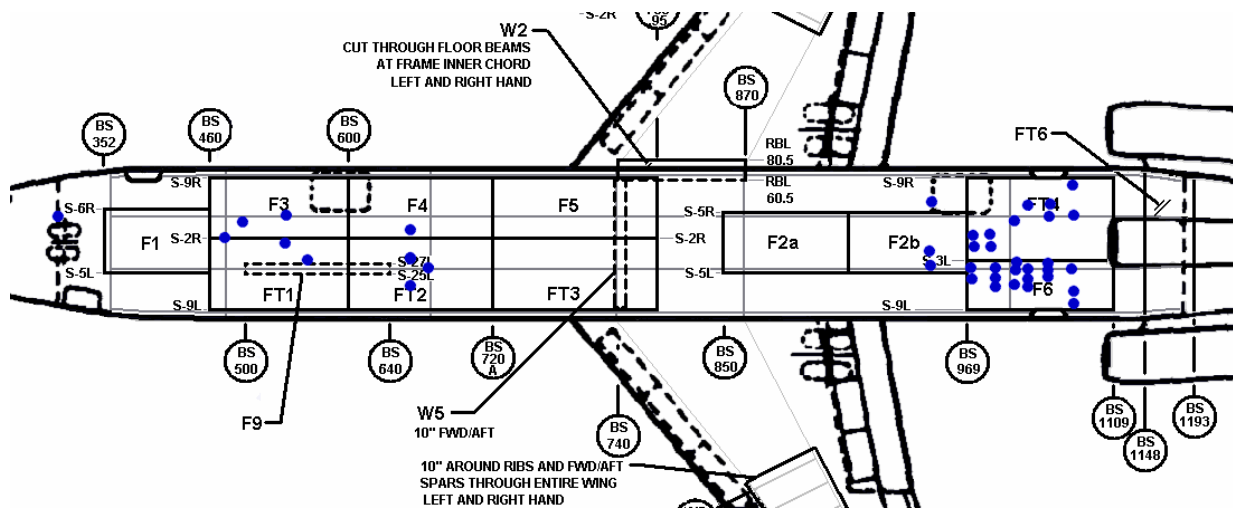 S-2R
95
W2
CUT THROUGH FLOOR BEAMS
AT FRAME INNER CHORD
LEFT AND RIGHT HAND
BS
870
BS
352
BS
460
BS
600
RBL
80.5
FT6
S-9R
RBL
60.5
S-9R
S-6R
F3
F4
F5
S-5R
FT4
F1
S-2R
S-2R
F2a
F2b
S-5L
S-27L
S-25L
S-5L
S-3L
S-9L
FT1
FT2
FT3
S-9L
F6
BS
500
BS
640
BS
720
A
BS
850
BS
969
F9
W5
10" FWD/AFT
BS
740
BS
1109
BS
1148
BS
1193
10" AROUND RIBS AND FWD/AFT
SPARS THROUGH ENTIRE WING
LEFT AND RIGHT HAND